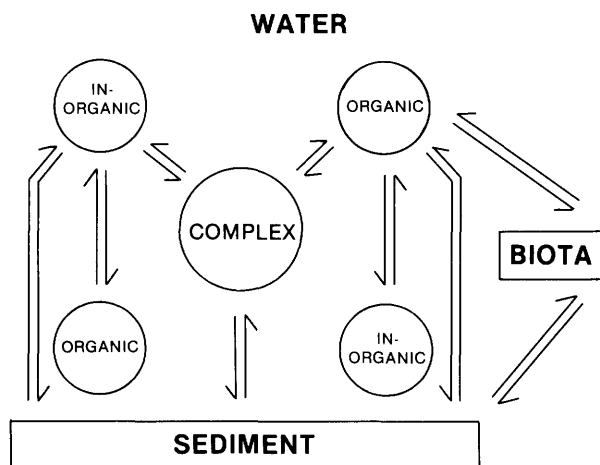 WATER
IN-
ORGANIC
ORGANIC
COMPLEX
BIOTA
ORGANIC
IN-
ORGANIC
SEDIMENT